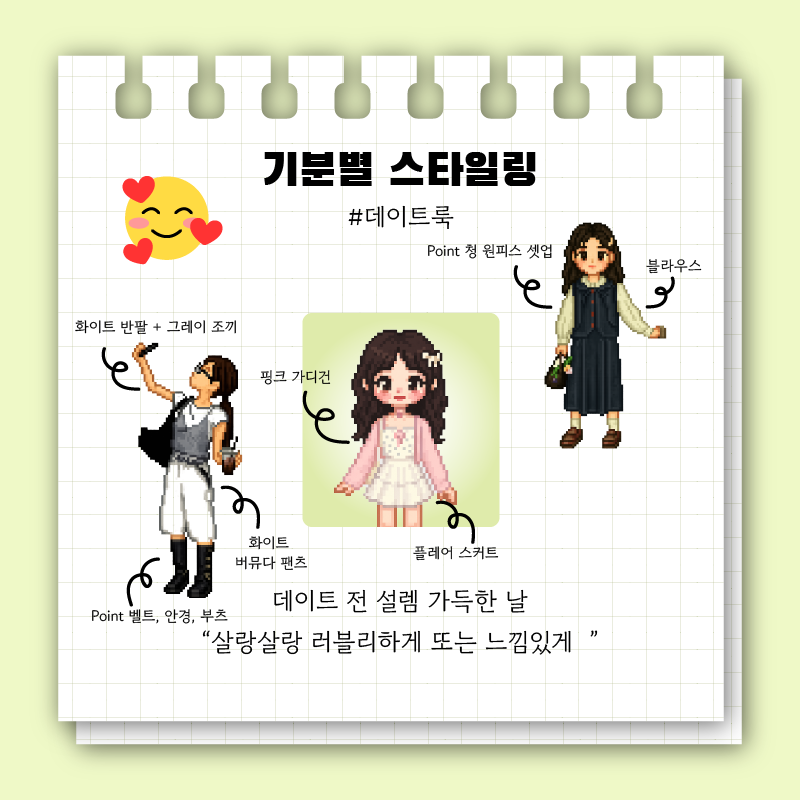 기분별 스타일링
#데이트룩
Point 청 원피스 셋업
블라우스
화이트 반팔 + 그레이 조끼
핑크 가디건
화이트
버뮤다 팬츠
플레어 스커트
Point 벨트, 안경, 부츠
데이트 전 설렘 가득한 날
“살랑살랑 러블리하게 또는 느낌있게 ”